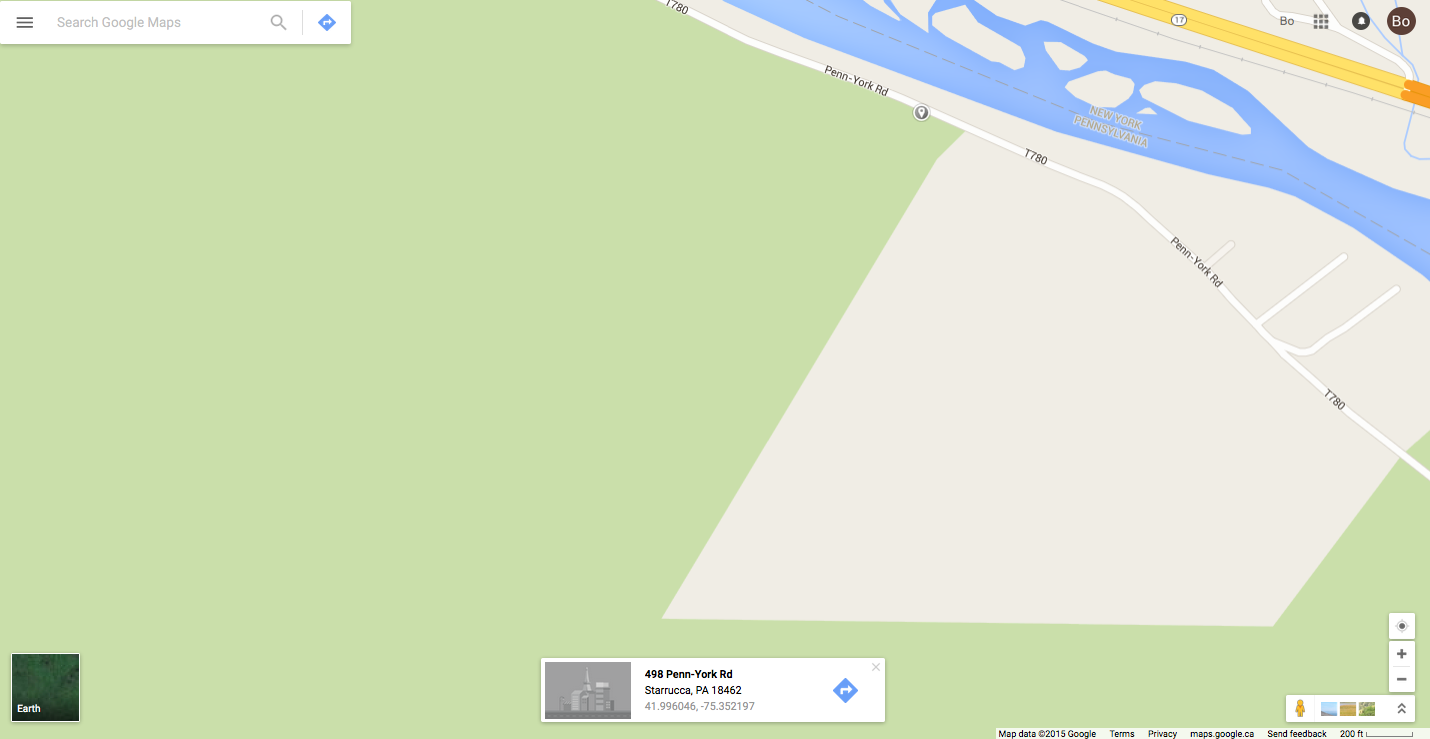 Search Google Maps
T780
17
Bo
Bo
Penn-York Rd
NEW YORK
PENNSYLVANIA
T780
Penn-York Rd
T780
Earth
498 Penn-York Rd
Starrucca, PA 18462
41.996046, -75.352197
Map data ©2015 Google Terms Privacy maps.google.ca Send feedback 200 ft